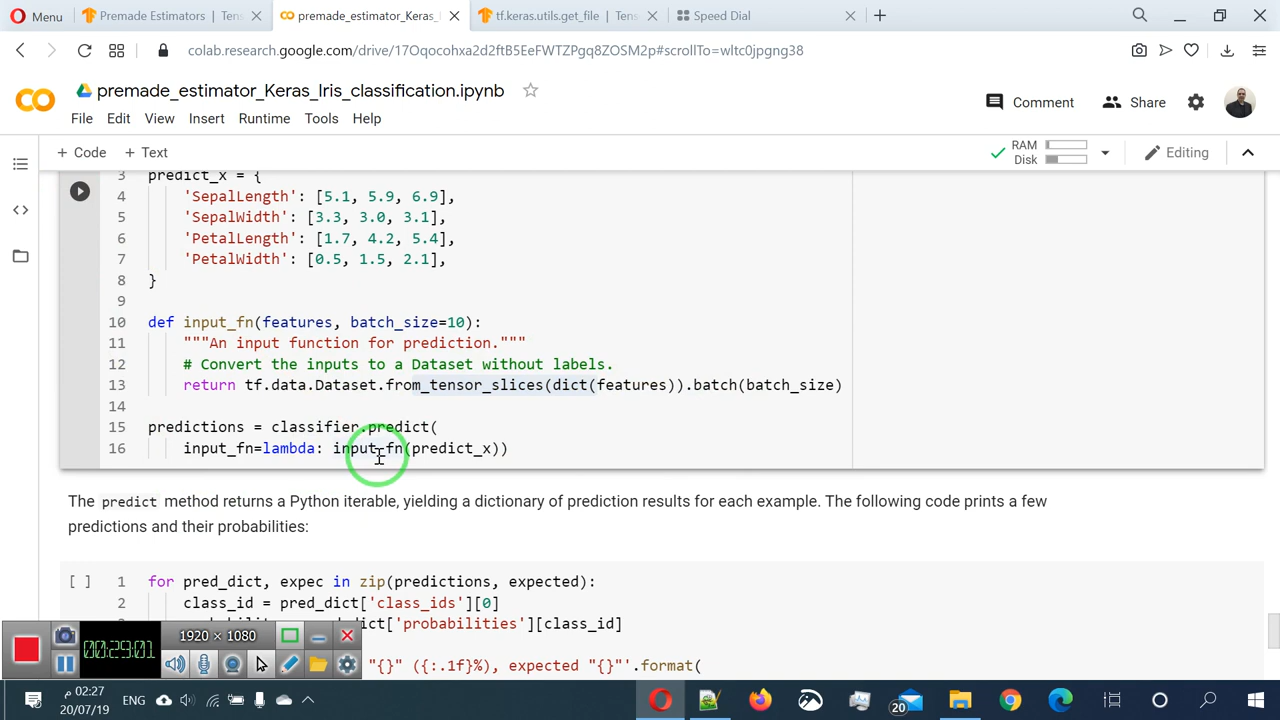 Menu
Premade Estimators | Tens
premade_estimator_Keras_
tf.keras.utils.get_file | Tens
Speed Dial
colab.research.google.com/drive/17Oqocohxa2d2ftB5EeFWTZPgq8ZOSM2p#scrollTo=wltc0jpgng38
premade_estimator_Keras_Iris_classification.ipynb
Comment
Share
File Edit View Insert Runtime Tools Help
+ Code + Text
RAM
Disk
Editing
3 predict_x = {
4 'SepalLength': [5.1, 5.9, 6.9],
5 'SepalWidth': [3.3, 3.0, 3.1],
6 'PetalLength': [1.7, 4.2, 5.4],
7 'PetalWidth': [0.5, 1.5, 2.1],
8 }
9
10 def input_fn(features, batch_size=10):
11 """An input function for prediction."""
12 # Convert the inputs to a Dataset without labels.
13 return tf.data.Dataset.from_tensor_slices(dict(features)).batch(batch_size)
14
15 predictions = classifier.predict(
16 input_fn=lambda: input_fn(predict_x))
The predict method returns a Python iterable, yielding a dictionary of prediction results for each example. The following code prints a few
predictions and their probabilities:
[ ] 1 for pred_dict, expec in zip(predictions, expected):
2 class_id = pred_dict['class_ids'][0]
dict['probabilities'][class_id]
"{}" ({:.1f}%), expected "{}"'.format(
00:29:01
1920 × 1080
02:27 م
ENG
20
20/07/19